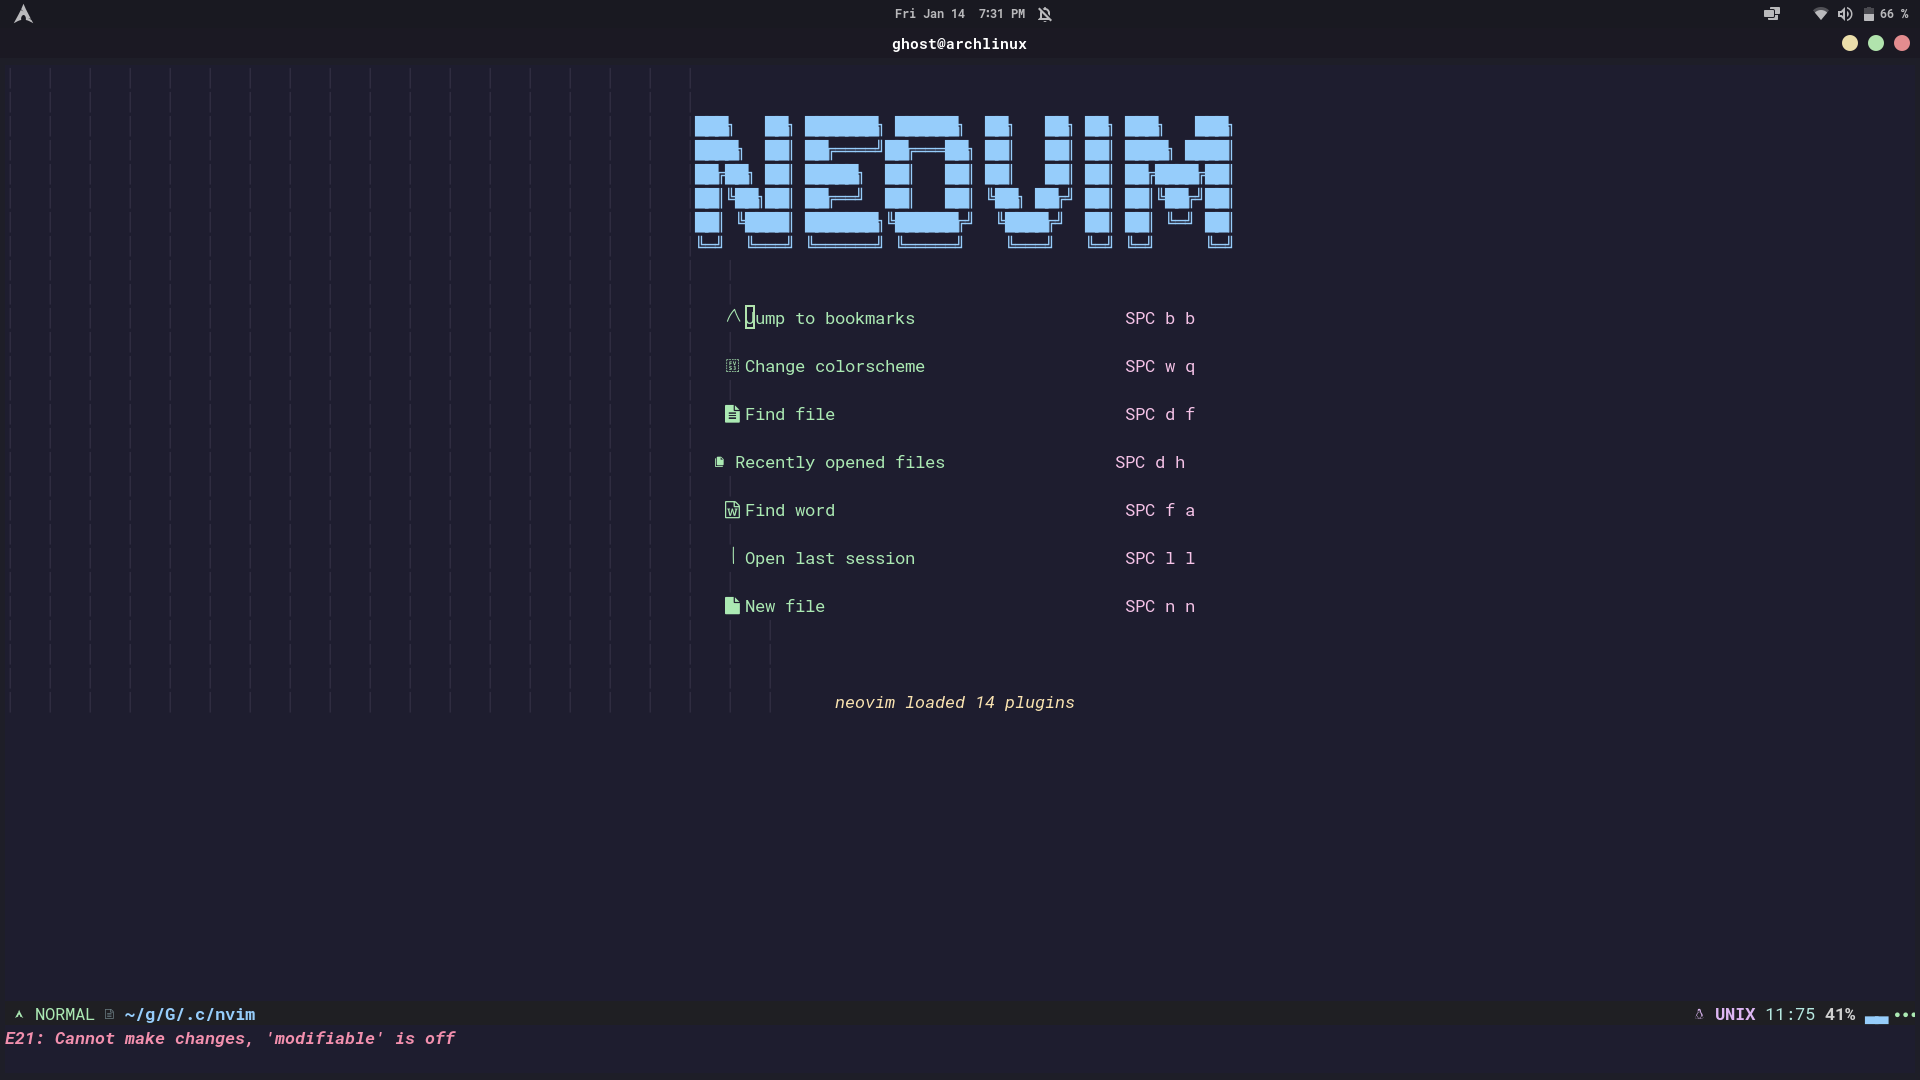 Fri Jan 14  7:31 PM
66 %
ghost@archlinux
NEOVIM
Jump to bookmarks SPC b b
Change colorscheme SPC w q
Find file SPC d f
Recently opened files SPC d h
Find word SPC f a
Open last session SPC l l
New file SPC n n
neovim loaded 14 plugins
NORMAL ~/g/G/.c/nvim UNIX 11:75 41%
E21: Cannot make changes, 'modifiable' is off